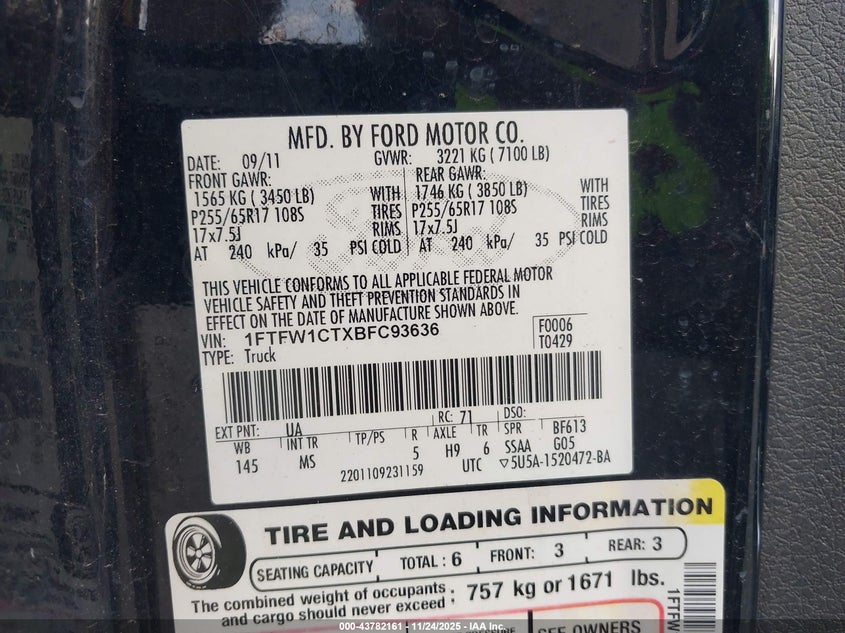 MFD. BY FORD MOTOR CO.
DATE: 09/11 GVWR: 3221 KG ( 7100 LB)
FRONT GAWR: REAR GAWR:
1565 KG ( 3450 LB) WITH 1746 KG ( 3850 LB) WITH
P255/65R17 108S TIRES P255/65R17 108S TIRES
17x7.5J RIMS 17x7.5J RIMS
AT 240 kPa/ 35 PSI COLD AT 240 kPa/ 35 PSI COLD
THIS VEHICLE CONFORMS TO ALL APPLICABLE FEDERAL MOTOR
VEHICLE SAFETY AND THEFT PREVENTION STANDARDS IN
EFFECT ON THE DATE OF MANUFACTURE SHOWN ABOVE.
VIN: 1FTFW1CTXBFC93636 F0006
TYPE: Truck T0429
EXT PNT: UA RC: 71 DSO:
WB INT TR TP/PS R AXLE TR SPR BF613
145 MS 5 H9 6 SSAA G05
2201109231159 UTC ▽5U5A-1520472-BA
TIRE AND LOADING INFORMATION
SEATING CAPACITY TOTAL : 6 FRONT: 3 REAR: 3
The combined weight of occupants
and cargo should never exceed : 757 kg or 1671 lbs.
SEE OWNERS
1FTFW
000-43782161 - 11/24/2025 - IAA Inc.